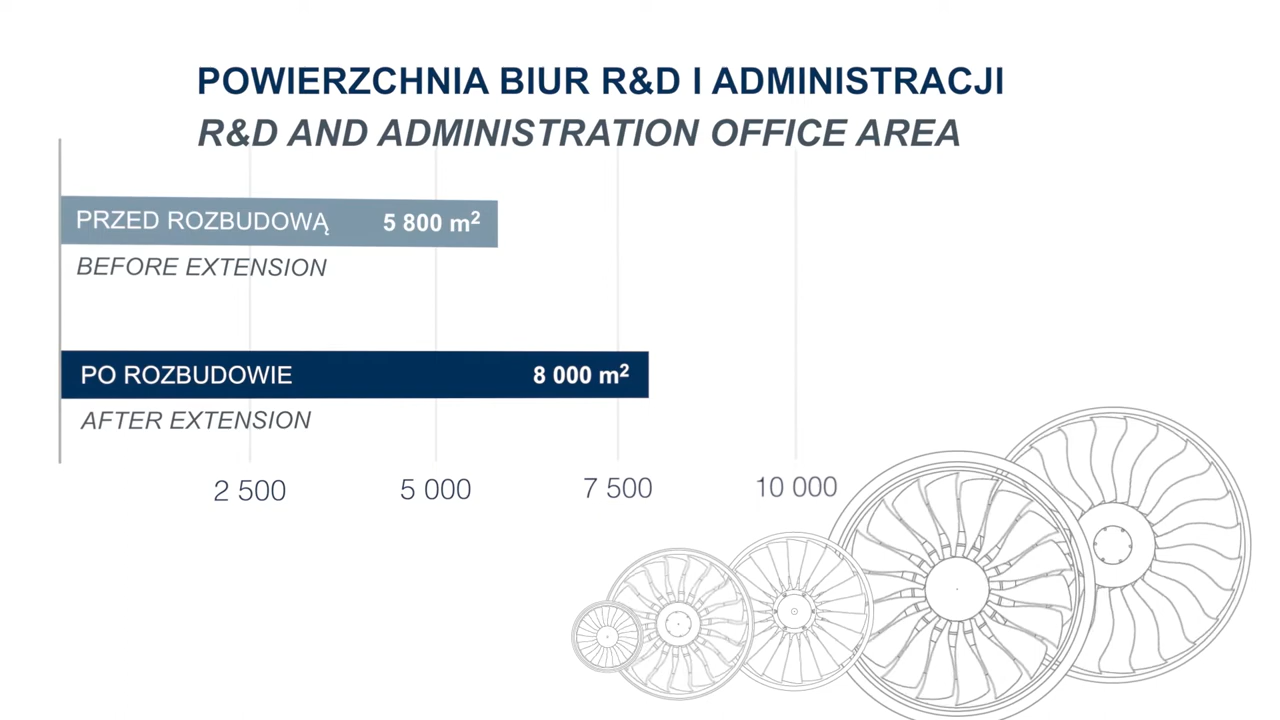 POWIERZCHNIA BIUR R&D I ADMINISTRACJI
R&D AND ADMINISTRATION OFFICE AREA
PRZED ROZBUDOWĄ 5 800 m²
BEFORE EXTENSION
PO ROZBUDOWIE 8 000 m²
AFTER EXTENSION
2 500 5 000 7 500 10 000